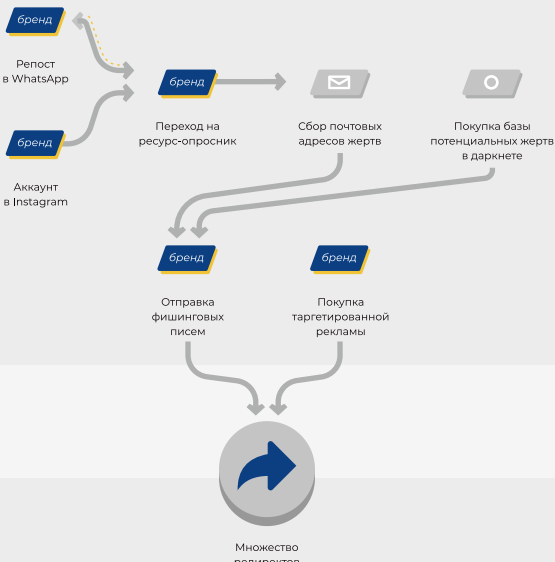 бренд
Репост
в WhatsApp
бренд
Переход на
ресурс-опросник
Сбор почтовых
адресов жертв
Покупка базы
потенциальных жертв
в даркнете
бренд
Аккаунт
в Instagram
бренд
Отправка
фишинговых
писем
бренд
Покупка
таргетированной
рекламы
Множество
редиректов